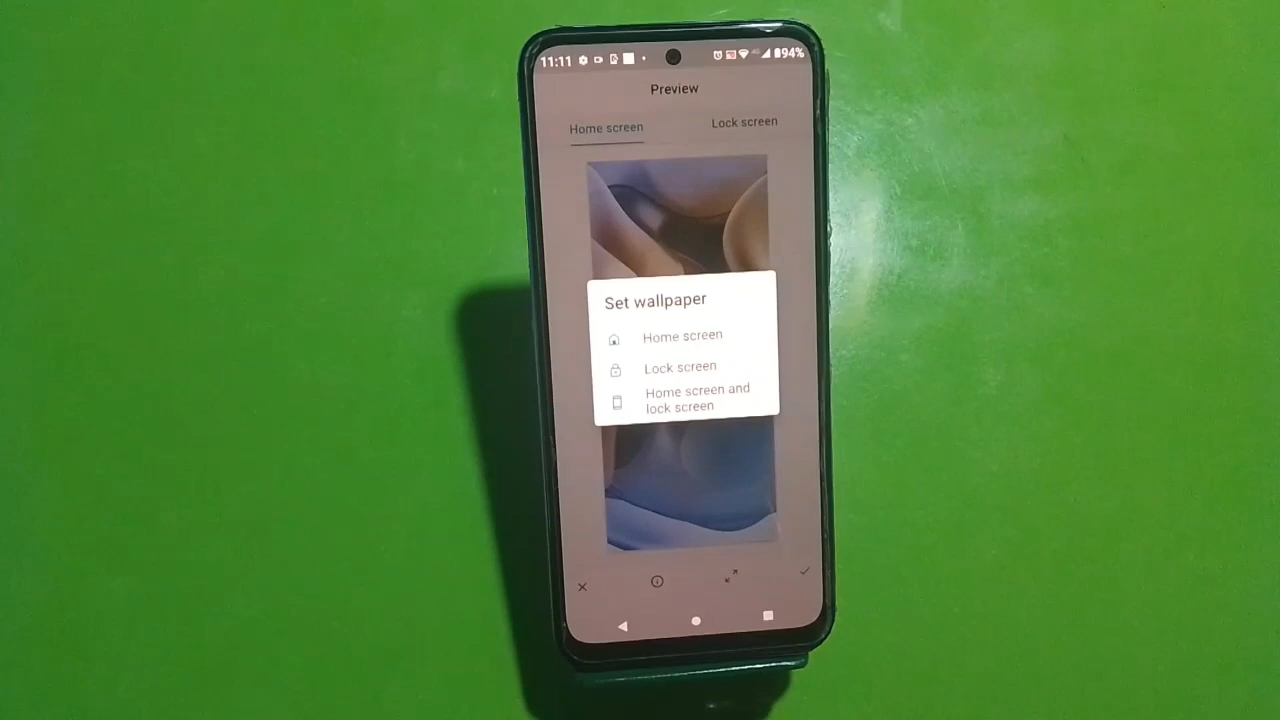 11:11 94%
Preview
Home screen Lock screen
Set wallpaper
Home screen
Lock screen
Home screen and
lock screen